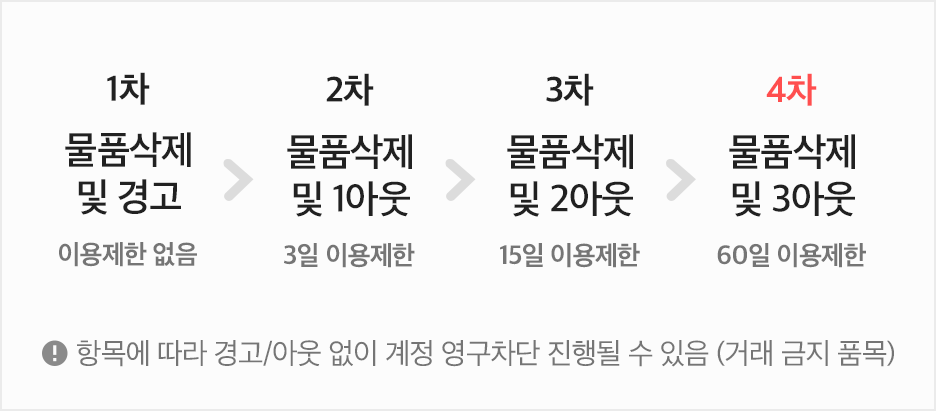 1차
물품삭제
및 경고
이용제한 없음
2차
물품삭제
및 1아웃
3일 이용제한
3차
물품삭제
및 2아웃
15일 이용제한
4차
물품삭제
및 3아웃
60일 이용제한
항목에 따라 경고/아웃 없이 계정 영구차단 진행될 수 있음 (거래 금지 품목)